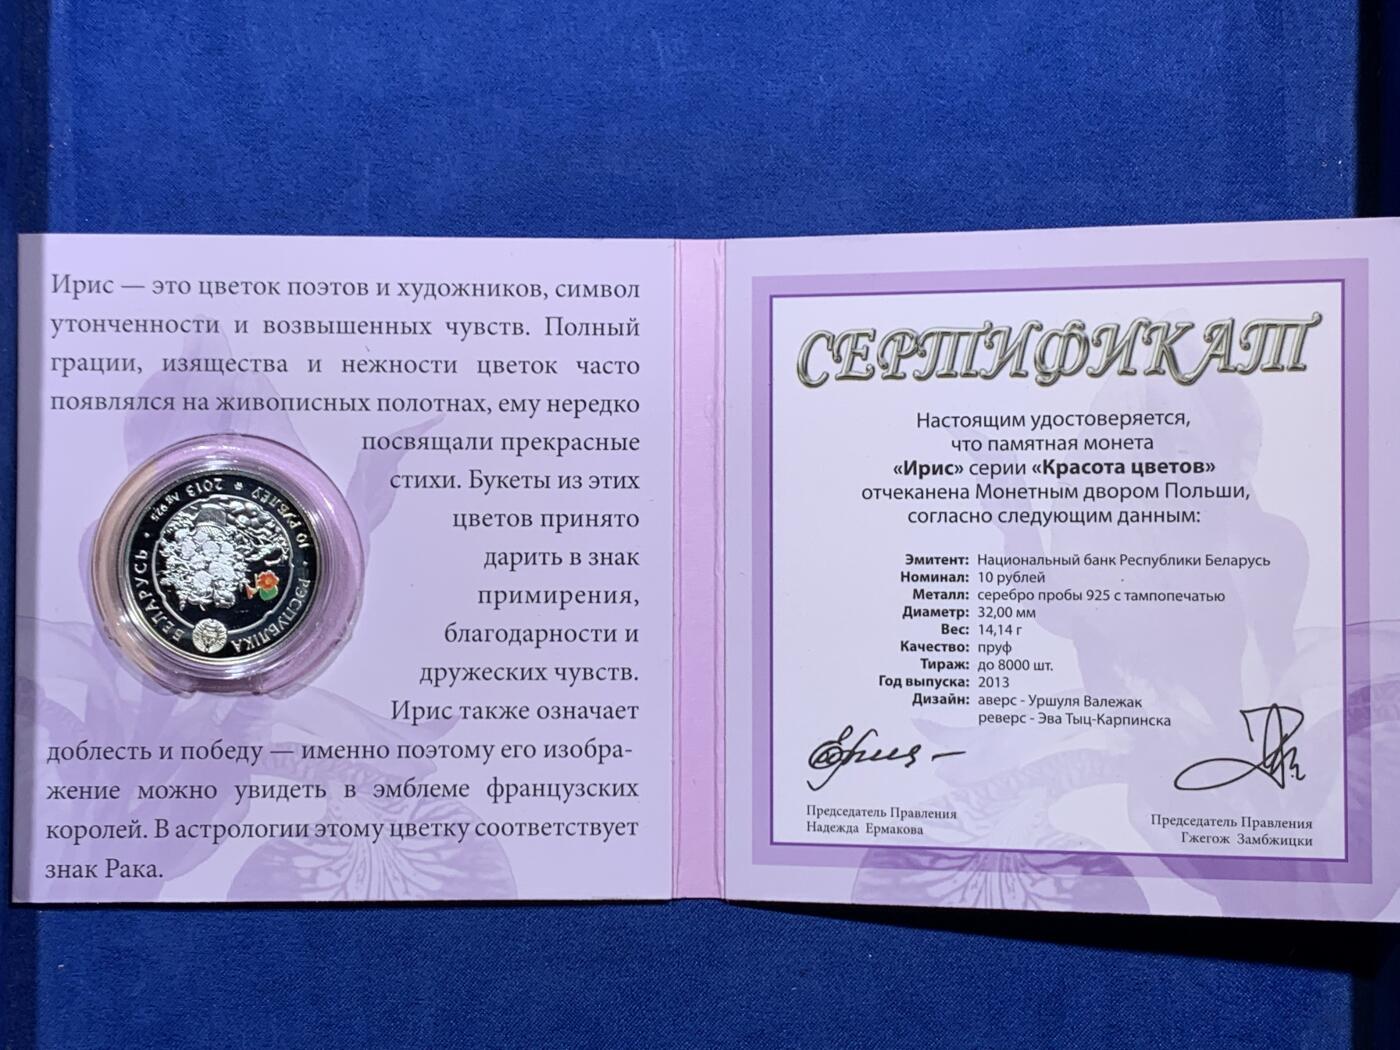 Ирис — это цветок поэтов и художников, символ
утонченности и возвышенных чувств. Полный
грации, изящества и нежности цветок часто
появлялся на живописных полотнах, ему нередко
посвящали прекрасные
стихи. Букеты из этих
цветов принято
дарить в знак
примирения,
благодарности и
дружеских чувств.
Ирис также означает
доблесть и победу — именно поэтому его изобра-
жение можно увидеть в эмблеме французских
королей. В астрологии этому цветку соответствует
знак Рака.
РЭСПУБЛІКА БЕЛАРУСЬ
Ag 925 2013 10 РУБЛЁЎ
СЕРТИФИКАТ
Настоящим удостоверяется,
что памятная монета
«Ирис» серии «Красота цветов»
отчеканена Монетным двором Польши,
согласно следующим данным:
Эмитент: Национальный банк Республики Беларусь
Номинал: 10 рублей
Металл: серебро пробы 925 с тампопечатью
Диаметр: 32,00 мм
Вес: 14,14 г
Качество: пруф
Тираж: до 8000 шт.
Год выпуска: 2013
Дизайн: аверс - Уршуля Валежак
реверс - Эва Тыц-Карпинска
Председатель Правления
Надежда Ермакова
Председатель Правления
Гжегож Замбжицки